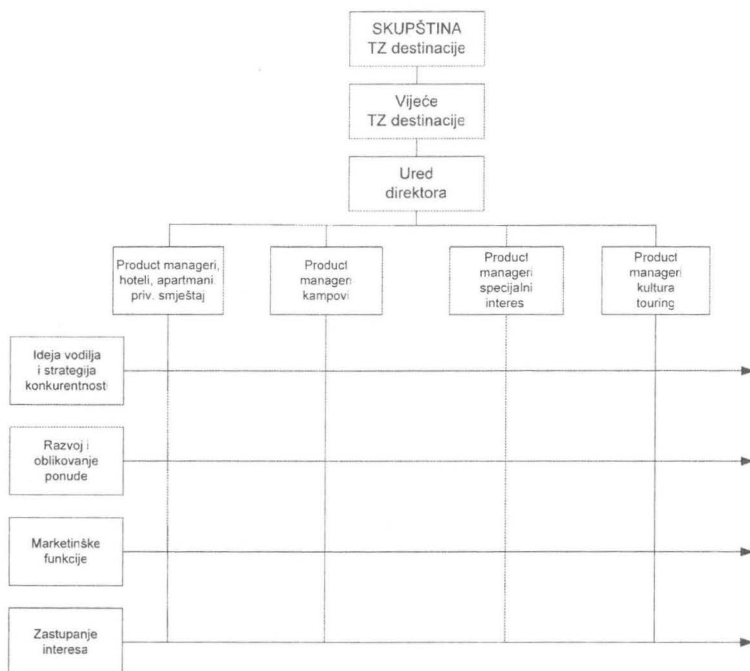 SKUPŠTINA
TZ destinacije
Vijeće
TZ destinacije
Ured
direktora
Product manageri,
hoteli, apartmani
priv. smještaj
Product
manageri
kampovi
Product
manageri
specijalni
interes
Product
manageri
kultura
touring
Ideja vodilja
i strategija
konkurentnosti
Razvoj i
oblikovanje
ponude
Marketinške
funkcije
Zastupanje
interesa